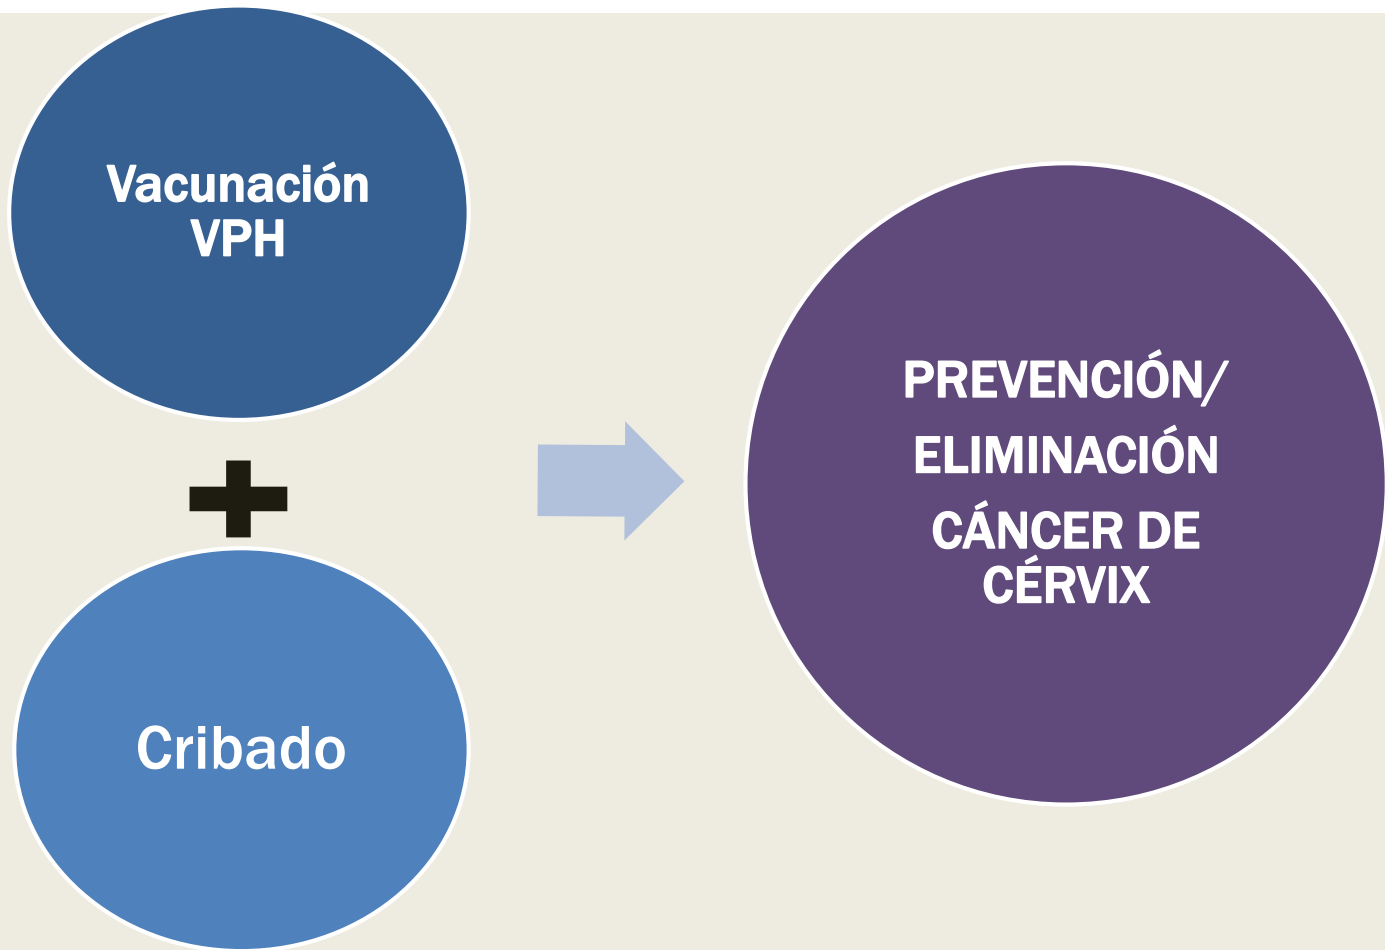 Vacunación
VPH
Cribado
PREVENCIÓN/
ELIMINACIÓN
CÁNCER DE
CÉRVIX